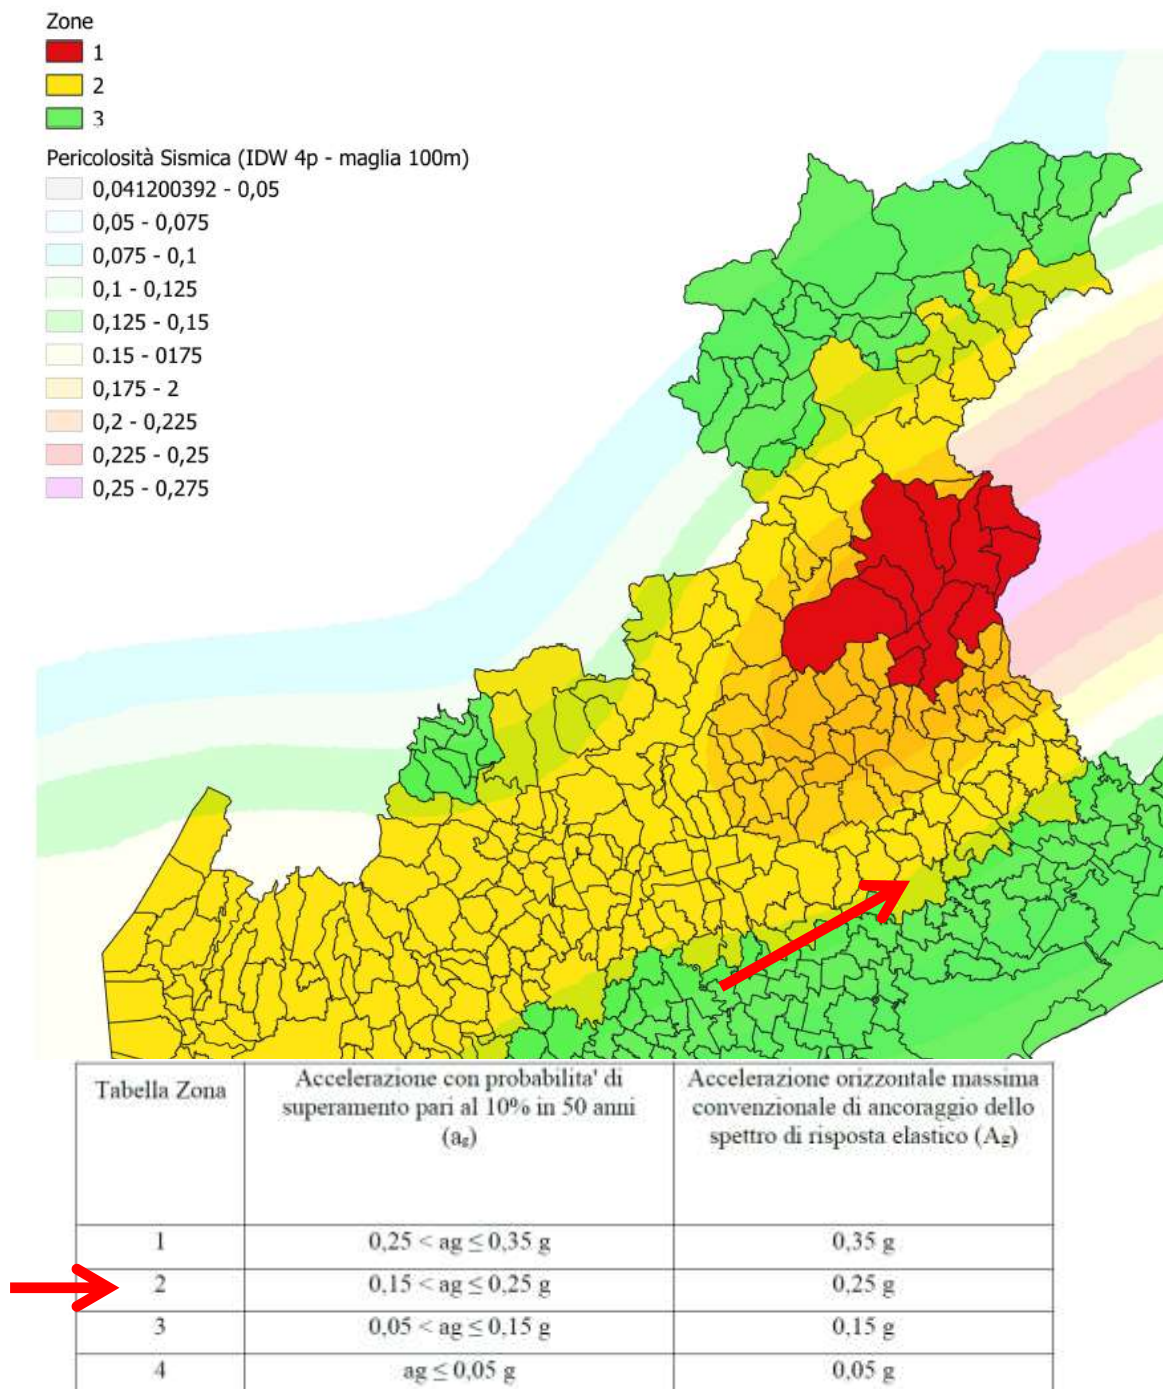 Zone
1
2
3
Pericolosità Sismica (IDW 4p - maglia 100m)
0,041200392 - 0,05
0,05 - 0,075
0,075 - 0,1
0,1 - 0,125
0,125 - 0,15
0.15 - 0175
0,175 - 2
0,2 - 0,225
0,225 - 0,25
0,25 - 0,275
Tabella Zona
Accelerazione con probabilita' di
superamento pari al 10% in 50 anni
(ag)
Accelerazione orizzontale massima
convenzionale di ancoraggio dello
spettro di risposta elastico (Ag)
1 0,25 < ag ≤ 0,35 g 0,35 g
2 0,15 < ag ≤ 0,25 g 0,25 g
3 0,05 < ag ≤ 0,15 g 0,15 g
4 ag ≤ 0,05 g 0,05 g